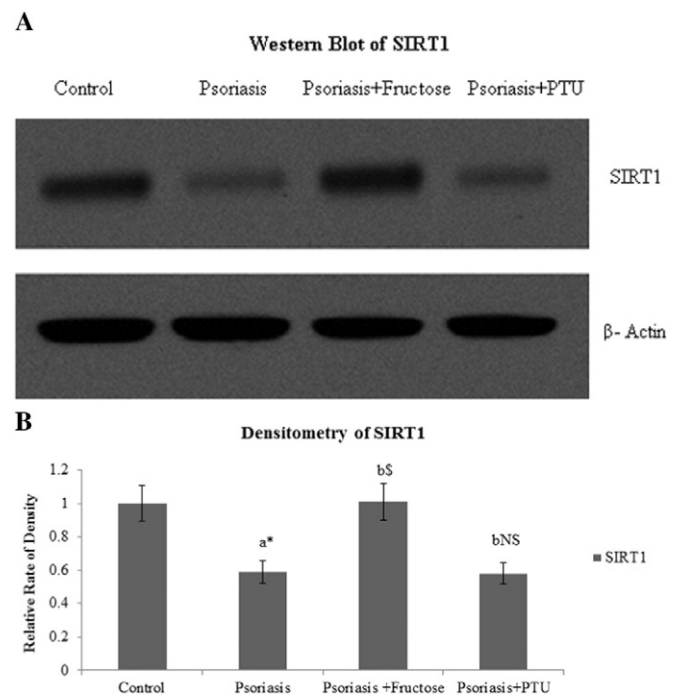 A
Western Blot of SIRT1
Control Psoriasis Psoriasis+Fructose Psoriasis+PTU
SIRT1
β- Actin
B
Densitometry of SIRT1
Relative Rate of Density
1.2
1
0.8
0.6
0.4
0.2
0
a*
b$
bNS
SIRT1
Control Psoriasis Psoriasis +Fructose Psoriasis+PTU